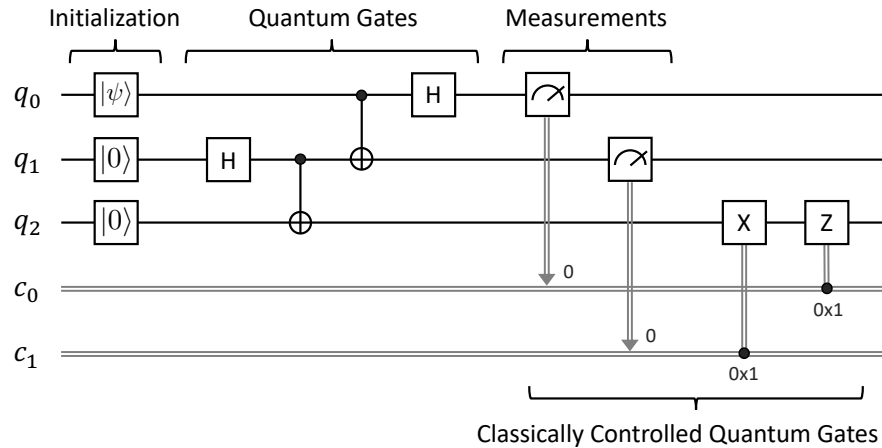 Initialization Quantum Gates Measurements
q₀ |ψ⟩ H
q₁ |0⟩ H
q₂ |0⟩ X Z
c₀ 0 0x1
c₁ 0 0x1
Classically Controlled Quantum Gates